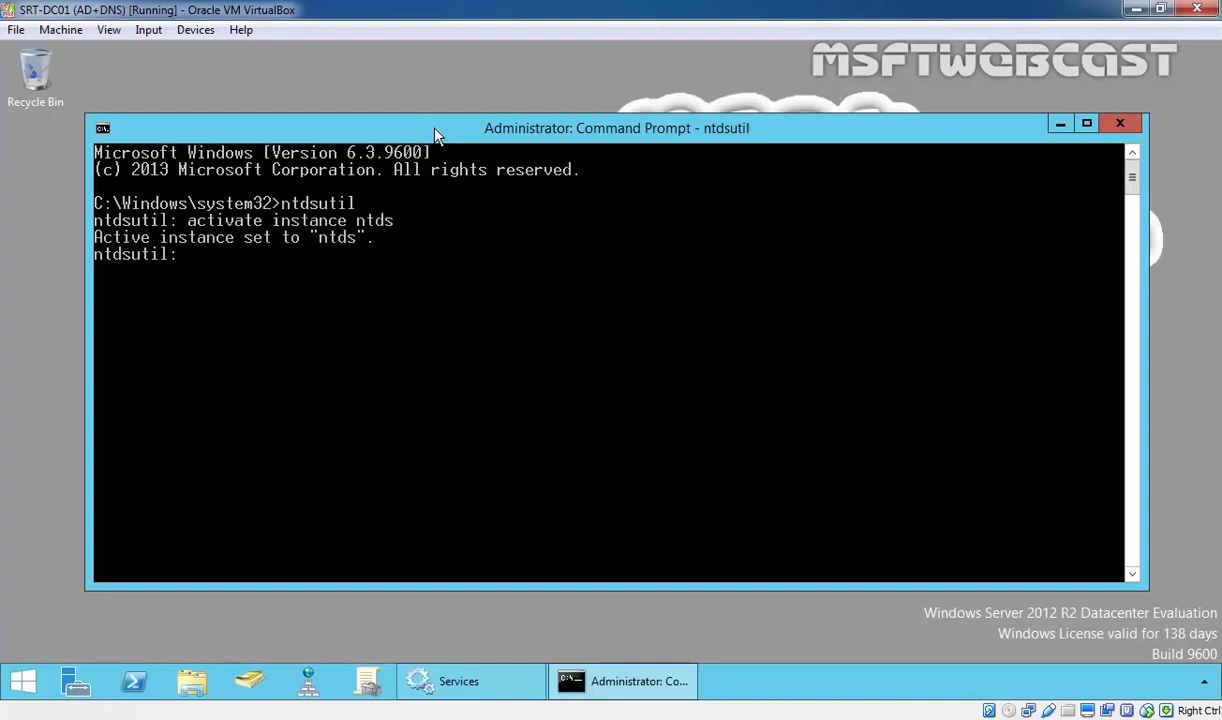 SRT-DC01 (AD+DNS) [Running] - Oracle VM VirtualBox
File Machine View Input Devices Help
MSFTWEBCAST
Recycle Bin
Administrator: Command Prompt - ntdsutil
Microsoft Windows [Version 6.3.9600]
(c) 2013 Microsoft Corporation. All rights reserved.
C:\Windows\system32>ntdsutil
ntdsutil: activate instance ntds
Active instance set to "ntds".
ntdsutil:
Windows Server 2012 R2 Datacenter Evaluation
Windows License valid for 138 days
Build 9600
Services
Administrator: Co...
Right Ctrl